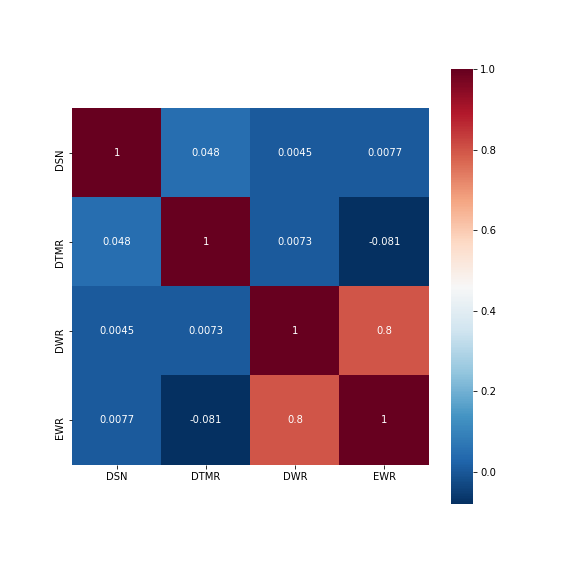 1.0
DSN 1 0.048 0.0045 0.0077
0.8
DTMR 0.048 1 0.0073 -0.081
0.6
0.4
DWR 0.0045 0.0073 1 0.8
0.2
EWR 0.0077 -0.081 0.8 1
0.0
DSN DTMR DWR EWR